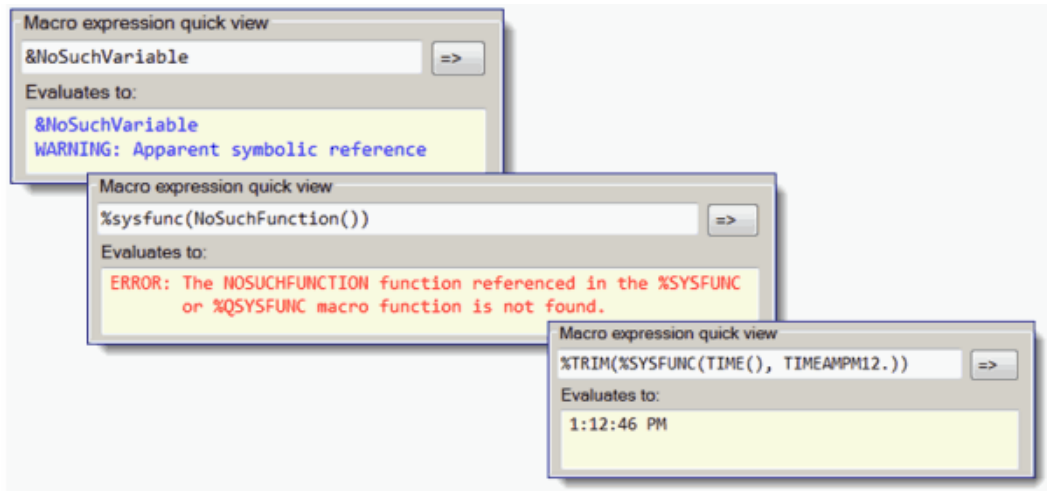 Macro expression quick view
&NoSuchVariable
=>
Evaluates to:
&NoSuchVariable
WARNING: Apparent symbolic reference
Macro expression quick view
%sysfunc(NoSuchFunction())
=>
Evaluates to:
ERROR: The NOSUCHFUNCTION function referenced in the %SYSFUNC
or %QSYSFUNC macro function is not found.
Macro expression quick view
%TRIM(%SYSFUNC(TIME(), TIMEAMPM12.))
=>
Evaluates to:
1:12:46 PM